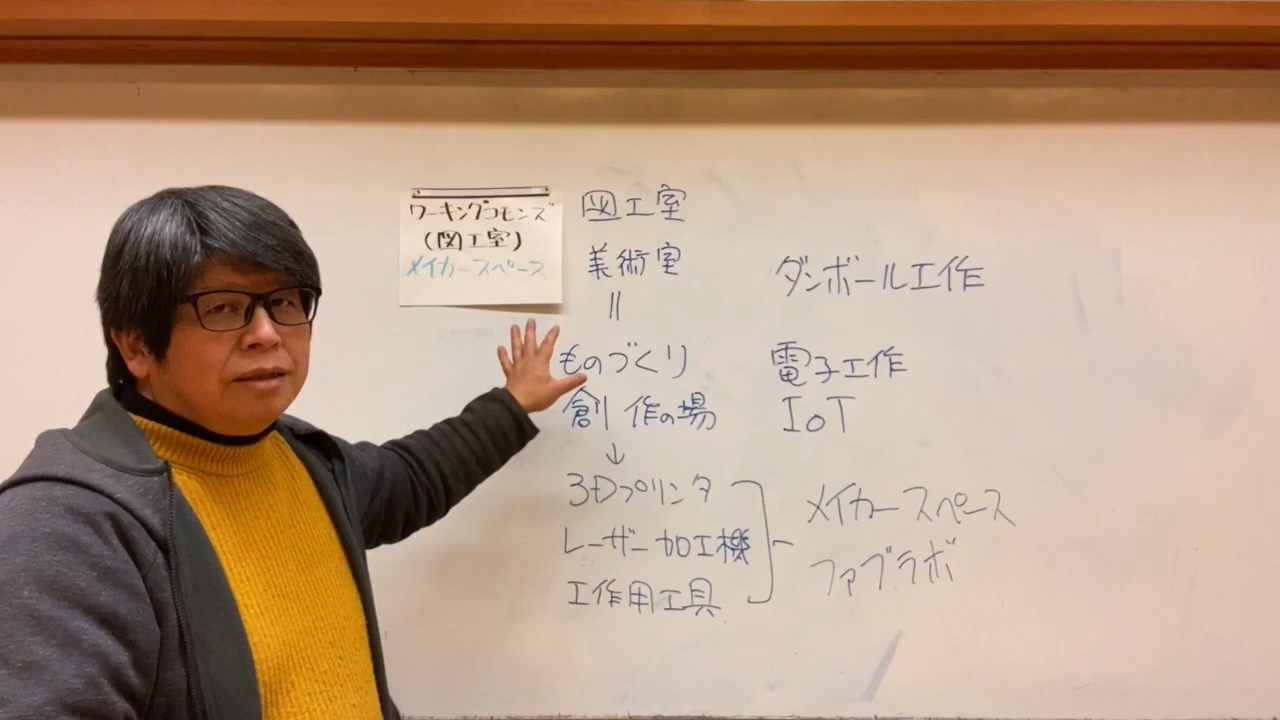 ワーキングコモンズ
(図工室)
メイカースペース
図工室
美術室
||
ものづくり
創作の場
↓
3Dプリンタ
レーザー加工機
工作用工具
ダンボール工作
電子工作
IoT
メイカースペース
ファブラボ